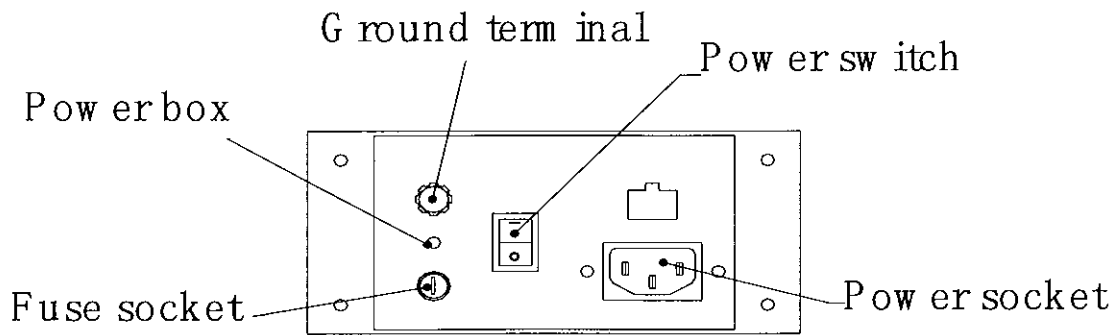 Ground terminal
Power switch
Power box
Fuse socket
Power socket